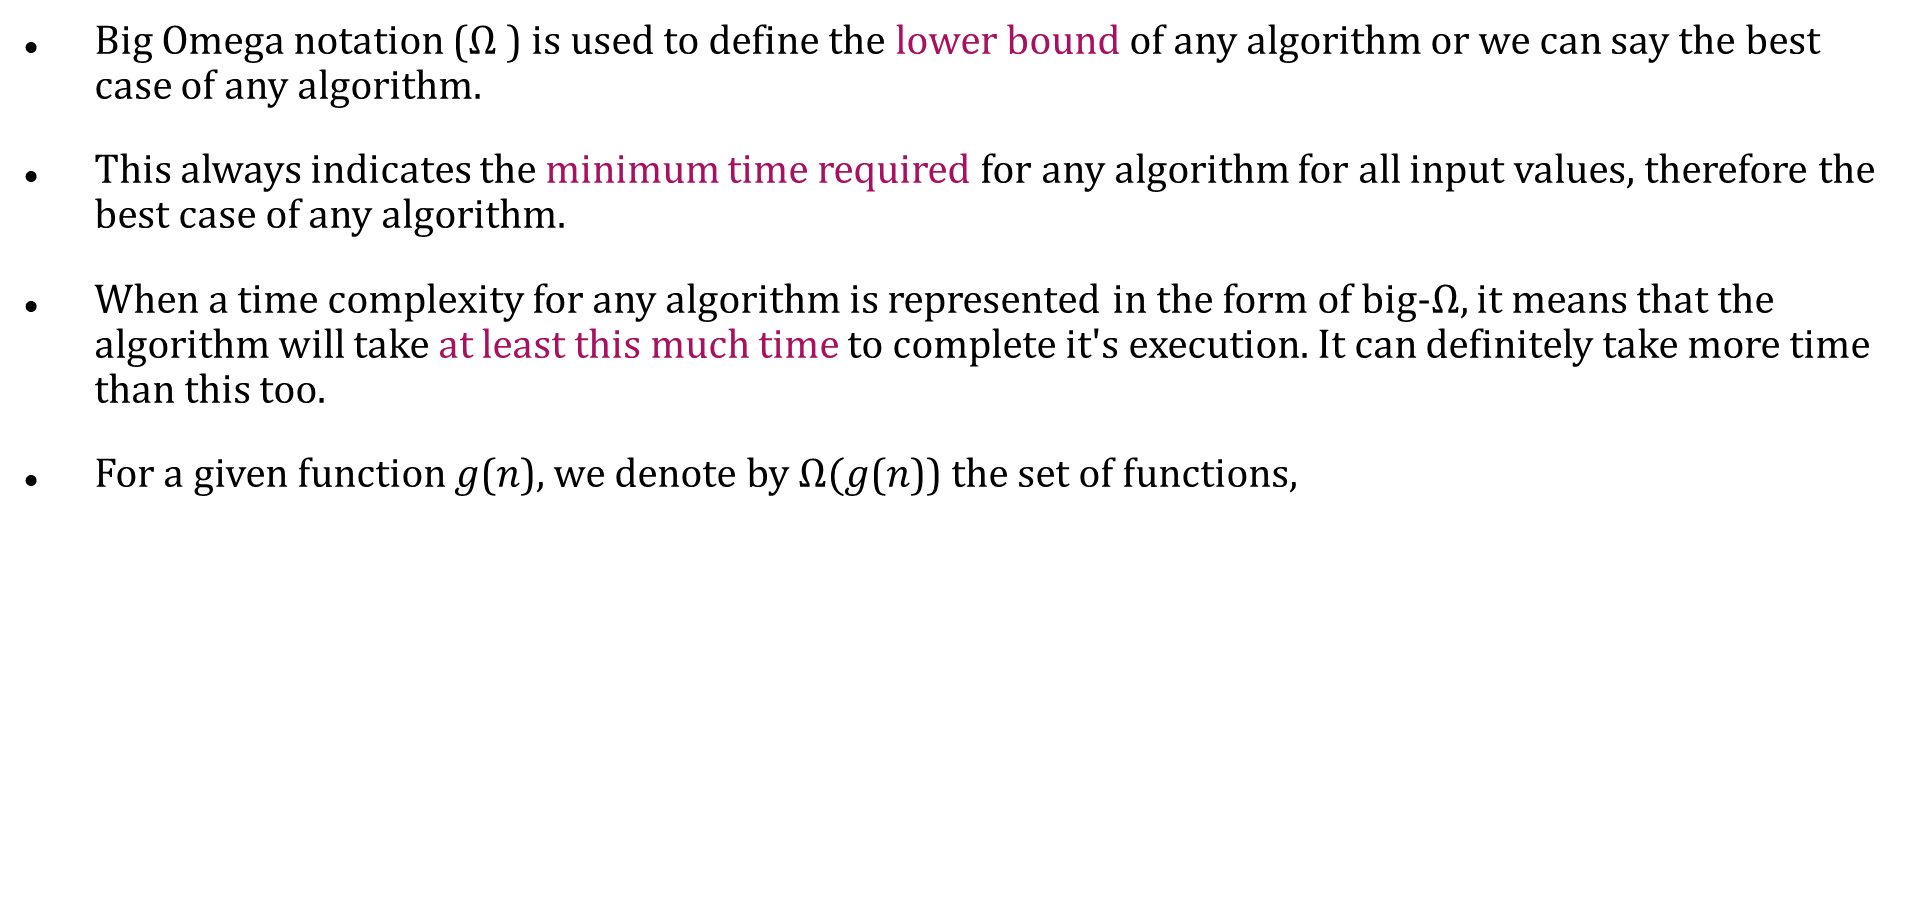 • Big Omega notation (Ω ) is used to define the lower bound of any algorithm or we can say the best
case of any algorithm.
• This always indicates the minimum time required for any algorithm for all input values, therefore the
best case of any algorithm.
• When a time complexity for any algorithm is represented in the form of big-Ω, it means that the
algorithm will take at least this much time to complete it's execution. It can definitely take more time
than this too.
• For a given function g(n), we denote by Ω(g(n)) the set of functions,